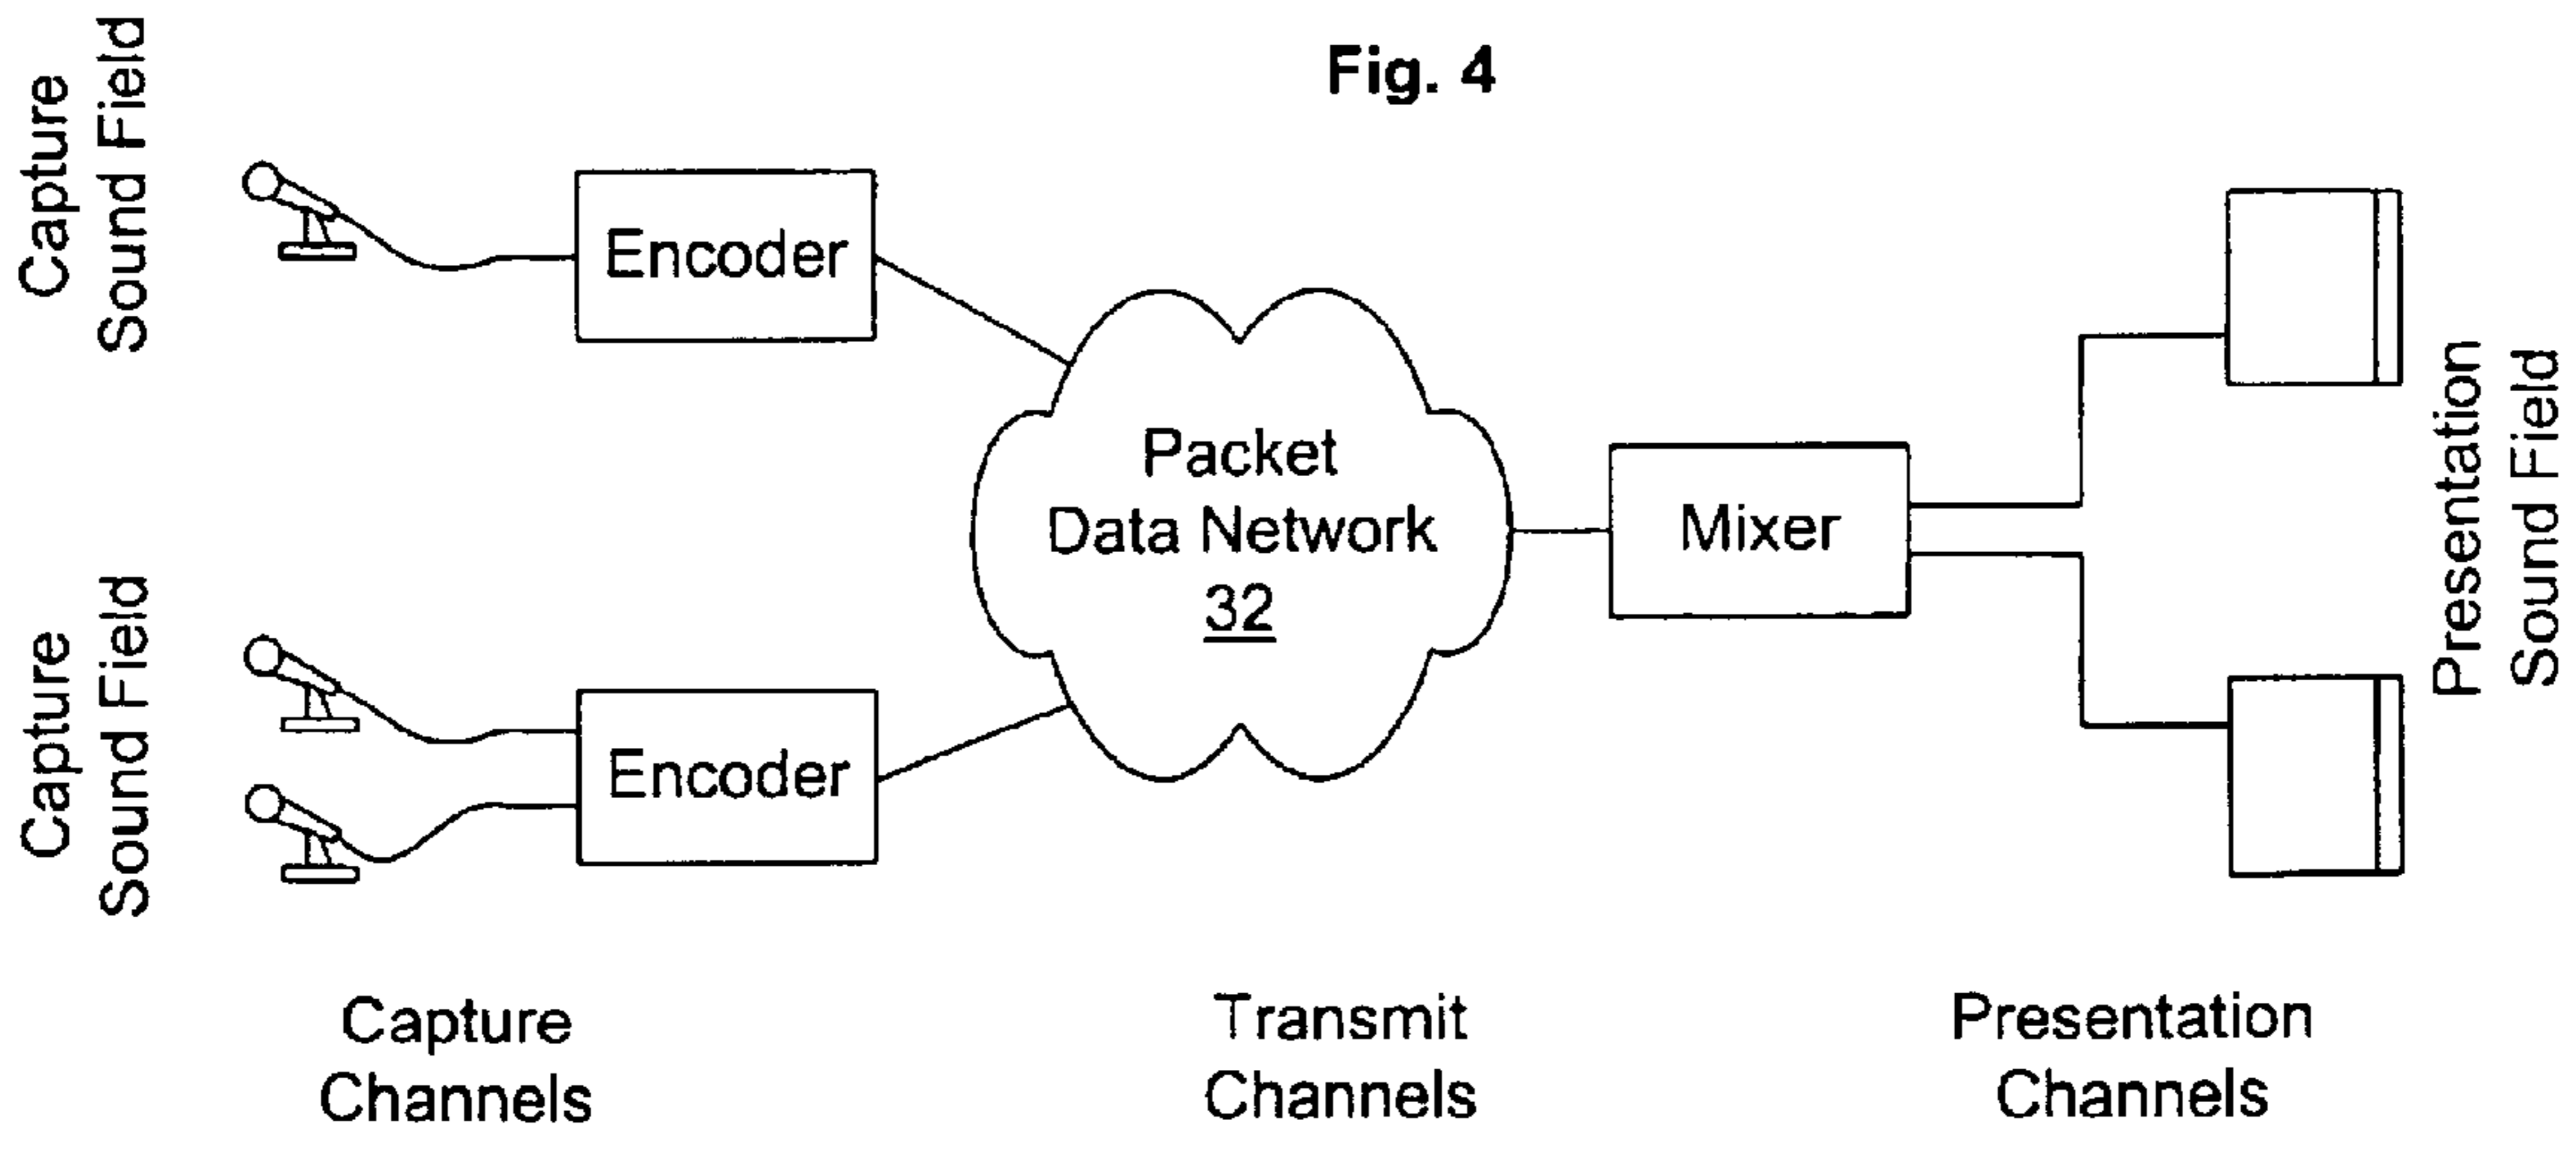 Fig. 4
Capture
Sound Field
Encoder
Packet
Data Network
32
Mixer
Presentation
Sound Field
Capture
Sound Field
Encoder
Capture
Channels
Transmit
Channels
Presentation
Channels